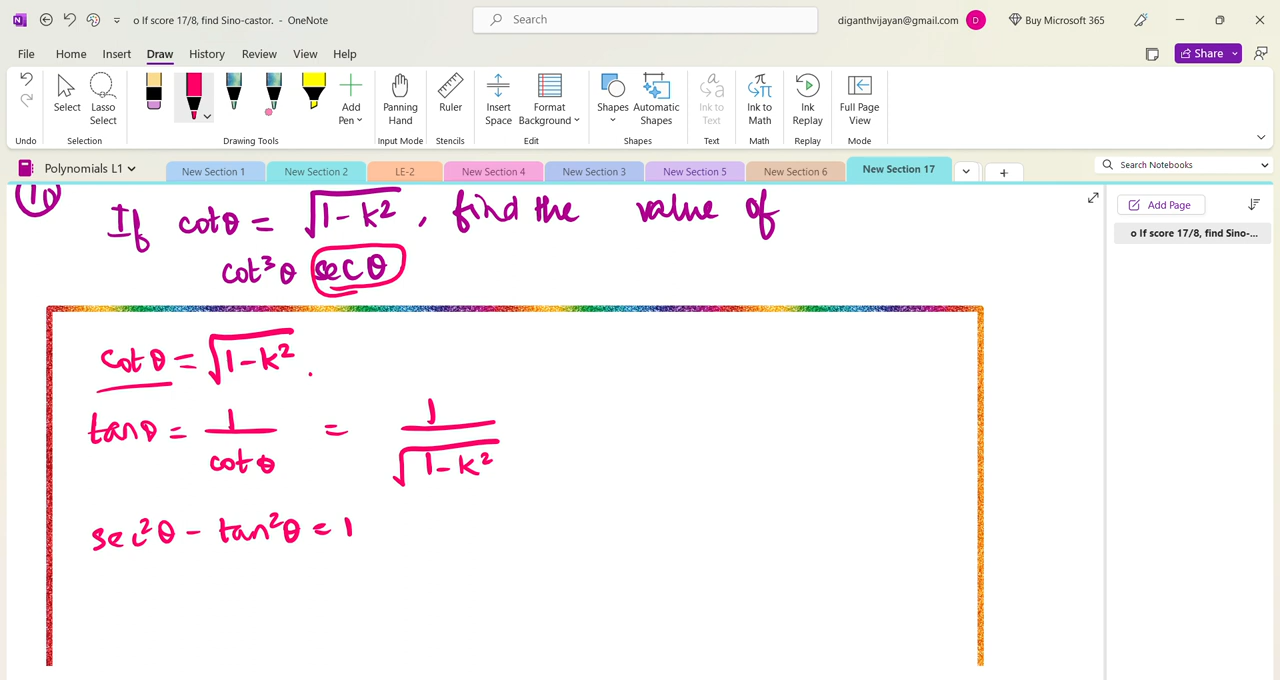 o If score 17/8, find Sino-castor. - OneNote
Search
diganthvijayan@gmail.com
D
Buy Microsoft 365
File Home Insert Draw History Review View Help
Share
Undo
Select
Lasso Select
Add Pen
Panning Hand
Ruler
Insert Space
Format Background
Shapes
Automatic Shapes
Ink to Text
Ink to Math
Ink Replay
Full Page View
Undo Selection Drawing Tools Input Mode Stencils Edit Shapes Text Math Replay Mode
Polynomials L1
New Section 1 New Section 2 LE-2 New Section 4 New Section 3 New Section 5 New Section 6 New Section 17
Search Notebooks
Add Page
o If score 17/8, find Sino-...
If cotθ = √(1-k²), find the value of
cot³θ secθ
cotθ = √(1-k²).
tanθ = 1/cotθ = 1/√(1-k²)
sec²θ - tan²θ = 1